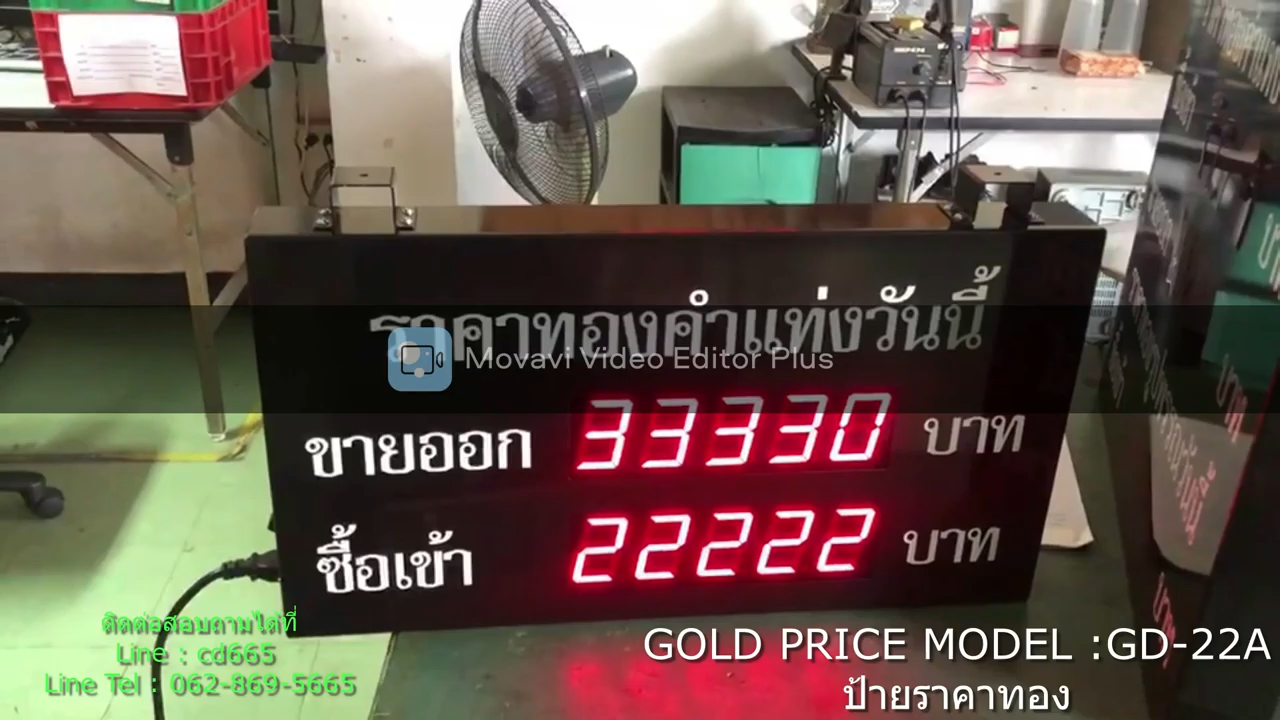 ราคาทองคำแท่งวันนี้
Movavi Video Editor Plus
ขายออก 33330 บาท
ซื้อเข้า 22222 บาท
ติดต่อสอบถามได้ที่
Line : cd665
Line Tel : 062-869-5665
GOLD PRICE MODEL :GD-22A
ป้ายราคาทอง